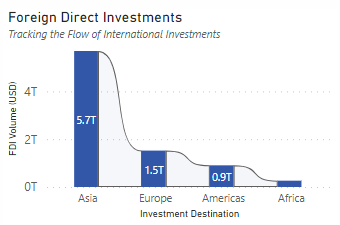 Foreign Direct Investments
Tracking the Flow of International Investments
FDI Volume (USD)
4T
2T
0T
5.7T
1.5T
0.9T
Asia
Europe
Americas
Africa
Investment Destination